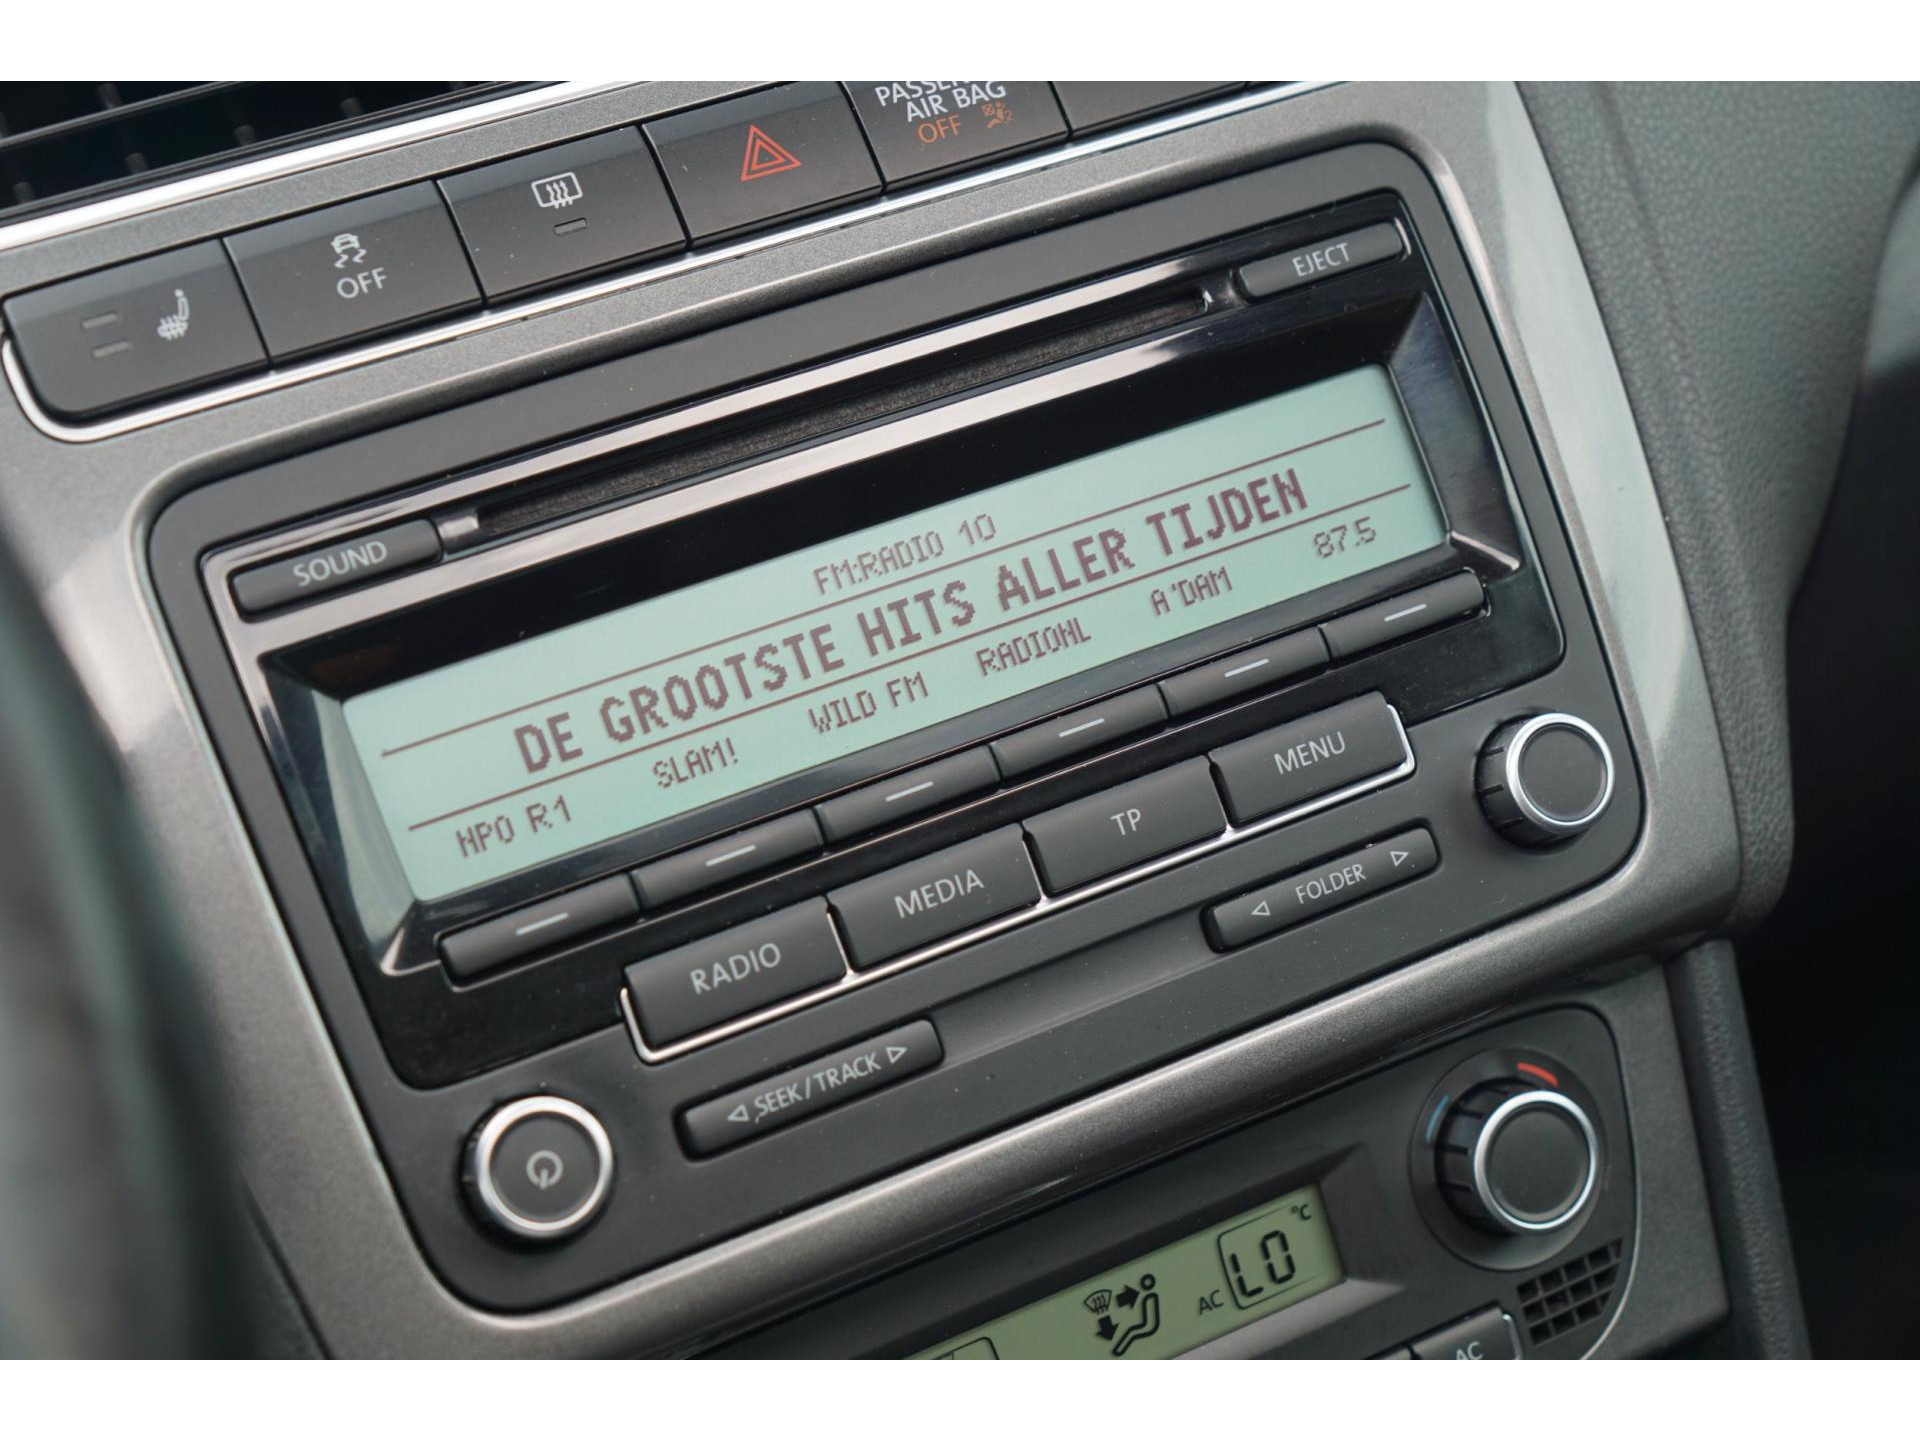 PASSEN
AIR BAG
OFF
OFF
EJECT
SOUND
FM:RADIO 10
DE GROOTSTE HITS ALLER TIJDEN
NPO R1 SLAM! WILD FM RADIONL A'DAM 87.5
RADIO MEDIA TP MENU
SEEK/TRACK FOLDER
AC LO °C
AC